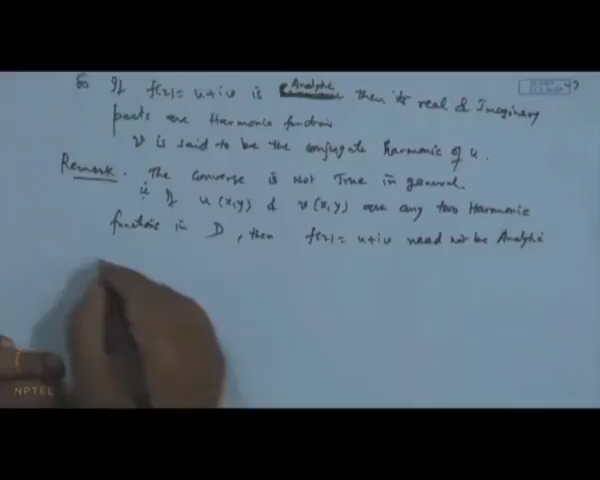 So If f(z) = u+iv is Analytic then its real & Imaginary
parts are Harmonic functions
v is said to be the conjugate harmonic of u.
Remark. The converse is not True in general.
ie If u(x,y) & v(x,y) are any two Harmonic
functions in D, then f(z) = u+iv need not be Analytic
NPTEL